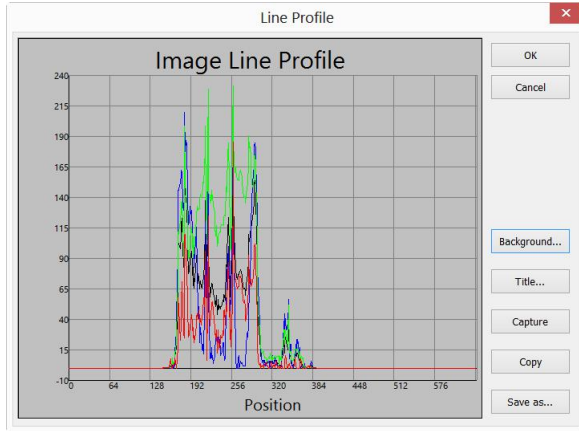 Line Profile
×
Image Line Profile
240
215
190
165
140
115
90
65
40
15
-10
0 64 128 192 256 320 384 448 512 576
Position
OK
Cancel
Background...
Title...
Capture
Copy
Save as...